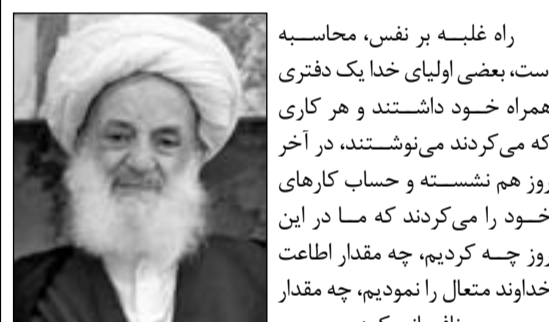 راه غلبه بر نفس، محاسبه
است، بعضی اولیای خدا یک دفتری
همراه خود داشتند و هر کاری
که می‌کردند می‌نوشتند، در آخر
روز هم نشسته و حساب کارهای
خود را می‌کردند که ما در این
روز چه کردیم، چه مقدار اطاعت
خداوند متعال را نمودیم، چه مقدار